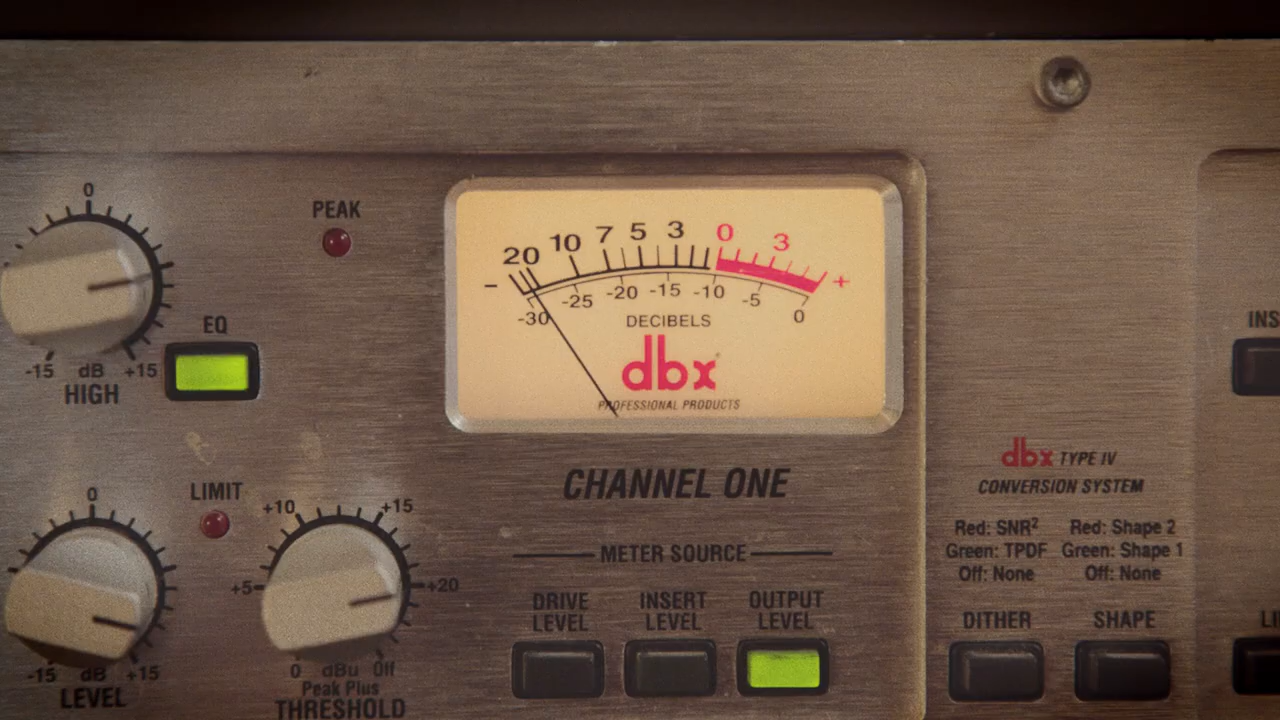 0
-15 dB +15
HIGH
EQ
PEAK
20 10 7 5 3 0 3
- +
-30 -25 -20 -15 -10 -5 0
DECIBELS
dbx
PROFESSIONAL PRODUCTS
CHANNEL ONE
METER SOURCE
DRIVE LEVEL
INSERT LEVEL
OUTPUT LEVEL
LIMIT
0
-15 dB +15
LEVEL
+5 +10 +15 +20
0 dBu Off
Peak Plus
THRESHOLD
dbx TYPE IV
CONVERSION SYSTEM
Red: SNR² Red: Shape 2
Green: TPDF Green: Shape 1
Off: None Off: None
DITHER SHAPE